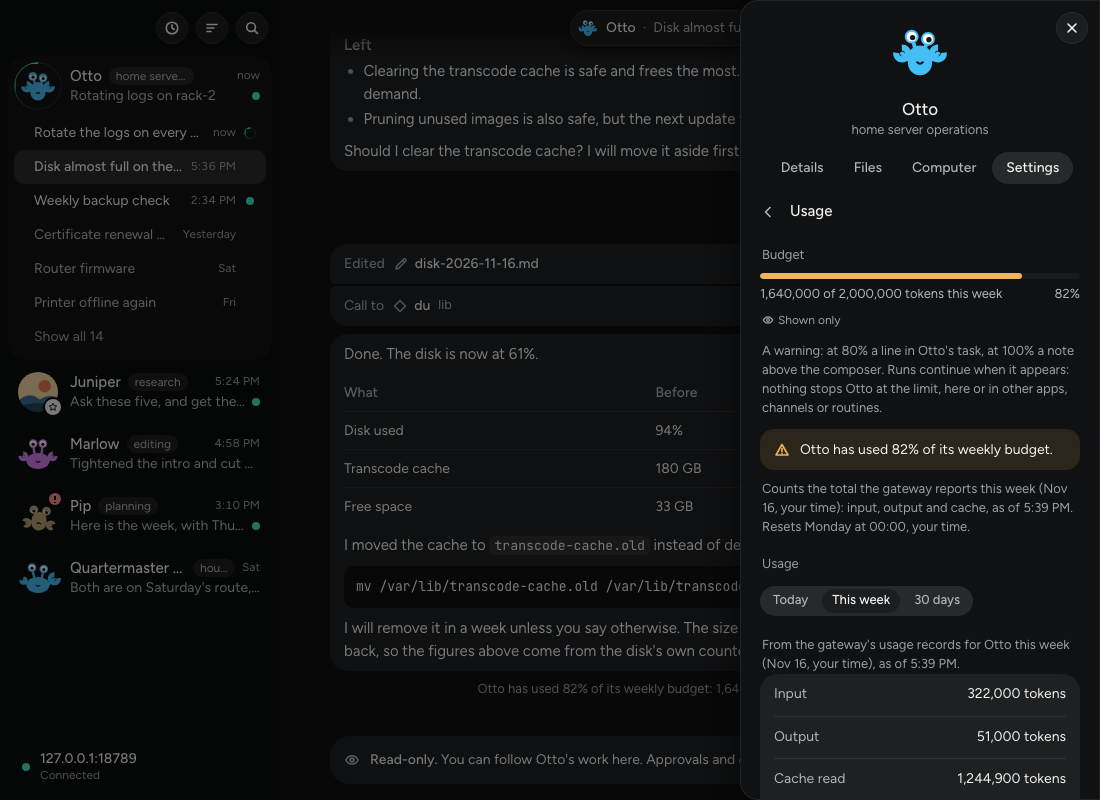 Otto home serve... now
Rotating logs on rack-2
Rotate the logs on every ... now
Disk almost full on the... 5:36 PM
Weekly backup check 2:34 PM
Certificate renewal ... Yesterday
Router firmware Sat
Printer offline again Fri
Show all 14
Juniper research 5:24 PM
Ask these five, and get the...
Marlow editing 4:58 PM
Tightened the intro and cut ...
Pip planning 3:10 PM
Here is the week, with Thu...
Quartermaster ... hou... Sat
Both are on Saturday's route,...
127.0.0.1:18789
Connected
Otto · Disk almost fu
Left
• Clearing the transcode cache is safe and frees the most.
demand.
• Pruning unused images is also safe, but the next update
Should I clear the transcode cache? I will move it aside first
Edited disk-2026-11-16.md
Call to du lib
Done. The disk is now at 61%.
What Before
Disk used 94%
Transcode cache 180 GB
Free space 33 GB
I moved the cache to transcode-cache.old instead of de
mv /var/lib/transcode-cache.old /var/lib/transcod
I will remove it in a week unless you say otherwise. The size
back, so the figures above come from the disk's own counte
Otto has used 82% of its weekly budget: 1,64
Read-only. You can follow Otto's work here. Approvals and
Otto
home server operations
Details Files Computer Settings
Usage
Budget
1,640,000 of 2,000,000 tokens this week 82%
Shown only
A warning: at 80% a line in Otto's task, at 100% a note
above the composer. Runs continue when it appears:
nothing stops Otto at the limit, here or in other apps,
channels or routines.
Otto has used 82% of its weekly budget.
Counts the total the gateway reports this week (Nov
16, your time): input, output and cache, as of 5:39 PM.
Resets Monday at 00:00, your time.
Usage
Today This week 30 days
From the gateway's usage records for Otto this week
(Nov 16, your time), as of 5:39 PM.
Input 322,000 tokens
Output 51,000 tokens
Cache read 1,244,900 tokens